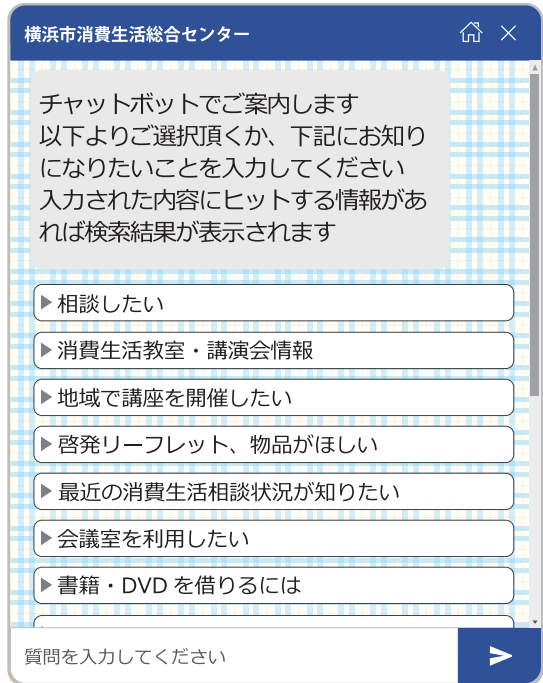 横浜市消費生活総合センター
チャットボットでご案内します
以下よりご選択頂くか、下記にお知り
になりたいことを入力してください
入力された内容にヒットする情報があ
れば検索結果が表示されます
相談したい
消費生活教室・講演会情報
地域で講座を開催したい
啓発リーフレット、物品がほしい
最近の消費生活相談状況が知りたい
会議室を利用したい
書籍・DVD を借りるには
質問を入力してください